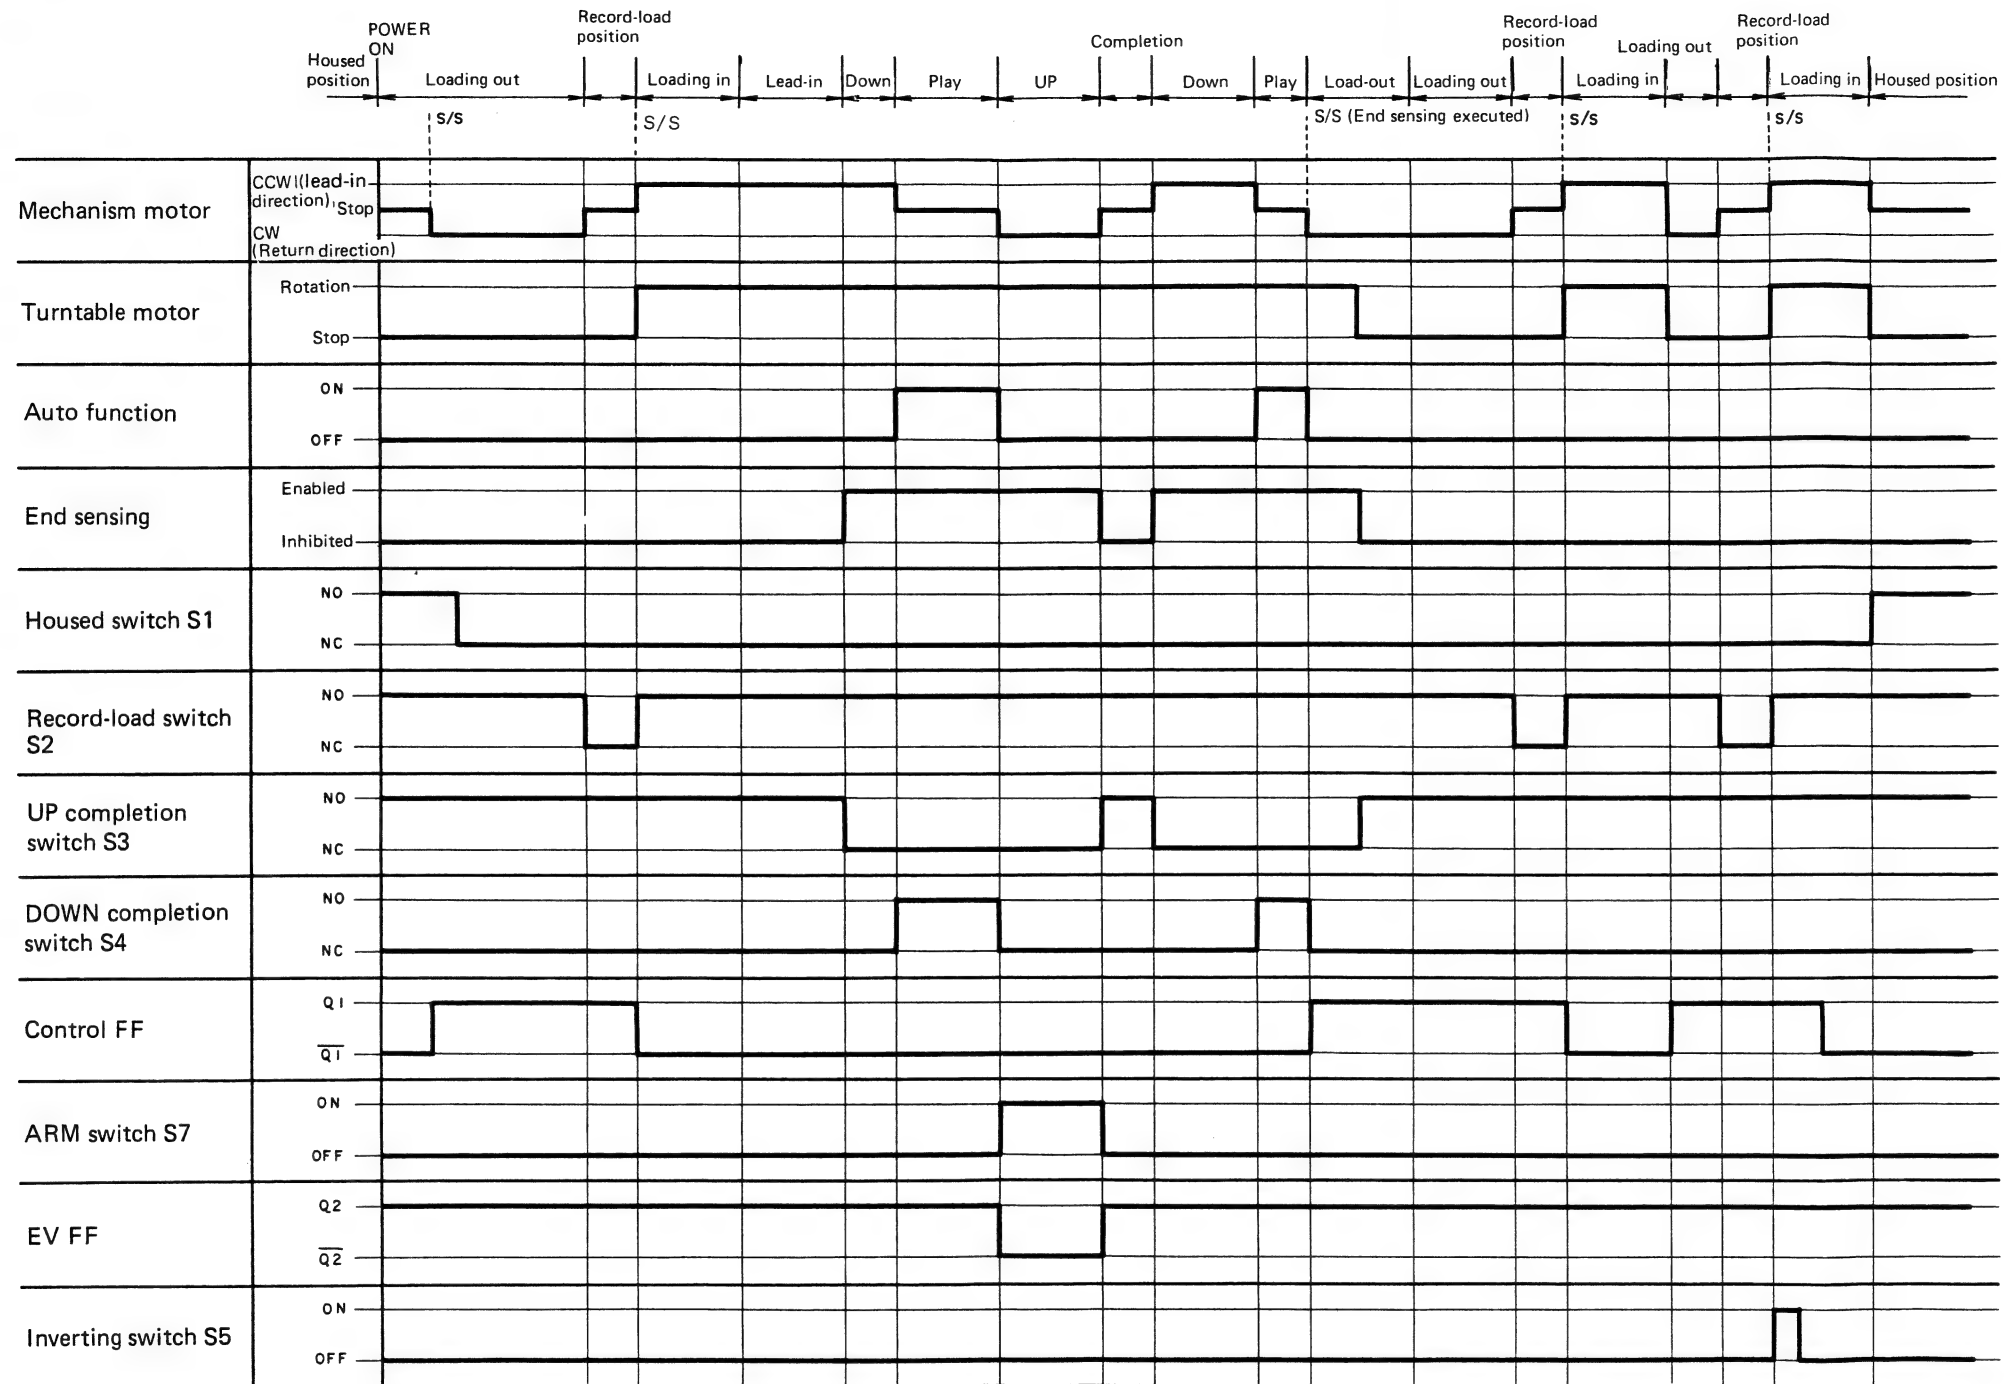 POWER
ON
Record-load
position
Completion
Record-load
position
Loading out
Record-load
position
Housed
position
Loading out
Loading in
Lead-in
Down
Play
UP
Down
Play
Load-out
Loading out
Loading in
Loading in
Housed position
S/S
S/S
S/S (End sensing executed)
S/S
S/S
Mechanism motor
CCW (lead-in
direction)
Stop
CW
(Return direction)
Turntable motor
Rotation
Stop
Auto function
ON
OFF
End sensing
Enabled
Inhibited
Housed switch S1
NO
NC
Record-load switch
S2
NO
NC
UP completion
switch S3
NO
NC
DOWN completion
switch S4
NO
NC
Control FF
Q1
Q̅1̅
ARM switch S7
ON
OFF
EV FF
Q2
Q̅2̅
Inverting switch S5
ON
OFF